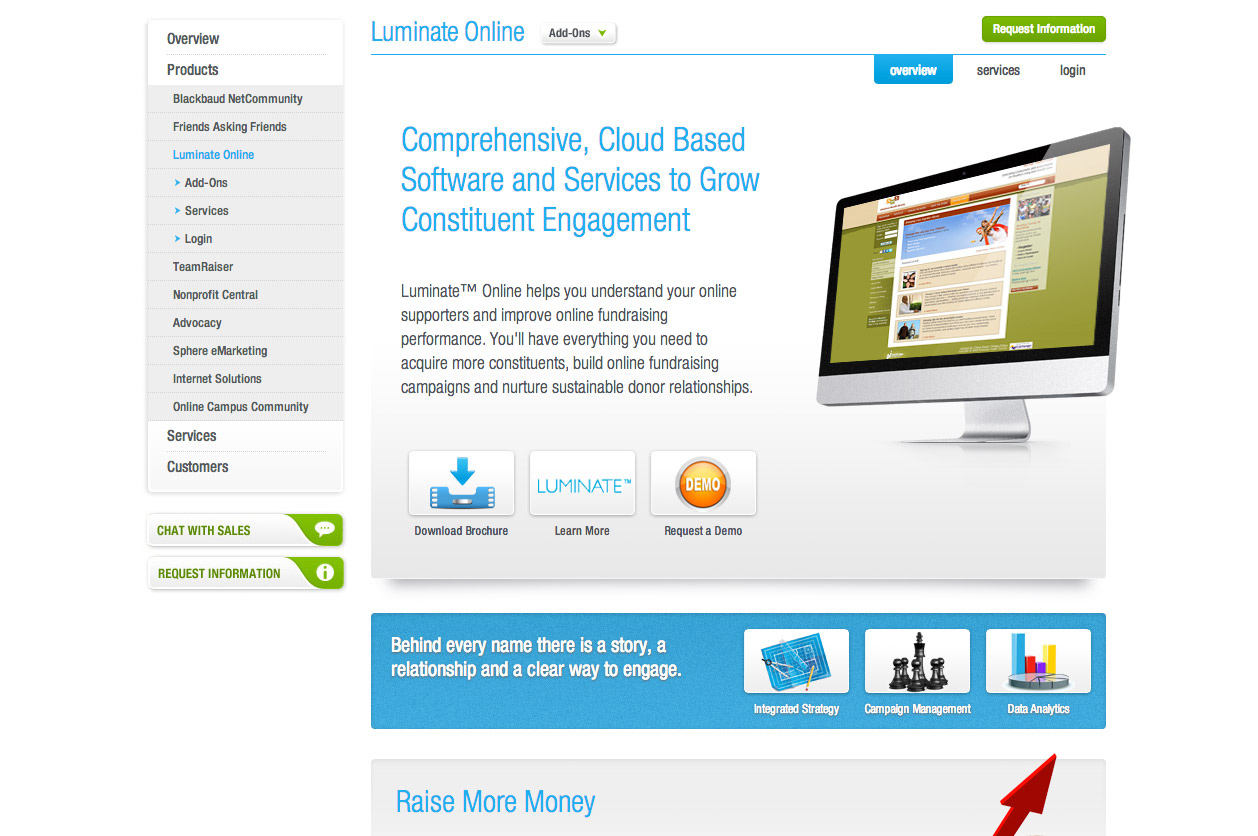 Overview
Products
Blackbaud NetCommunity
Friends Asking Friends
Luminate Online
Add-Ons
Services
Login
TeamRaiser
Nonprofit Central
Advocacy
Sphere eMarketing
Internet Solutions
Online Campus Community
Services
Customers
CHAT WITH SALES
REQUEST INFORMATION
Luminate Online
Add-Ons
Request Information
overview
services
login
Comprehensive, Cloud Based
Software and Services to Grow
Constituent Engagement
Luminate™ Online helps you understand your online
supporters and improve online fundraising
performance. You'll have everything you need to
acquire more constituents, build online fundraising
campaigns and nurture sustainable donor relationships.
LUMINATE™
DEMO
Download Brochure
Learn More
Request a Demo
Behind every name there is a story, a
relationship and a clear way to engage.
Integrated Strategy
Campaign Management
Data Analytics
Raise More Money